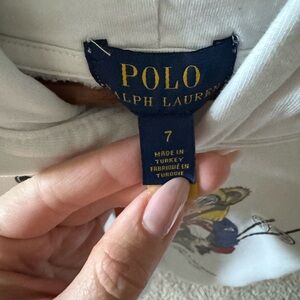 POLO
RALPH LAUREN
7
MADE IN
TURKEY
FABRIQUÉ EN
TURQUIE